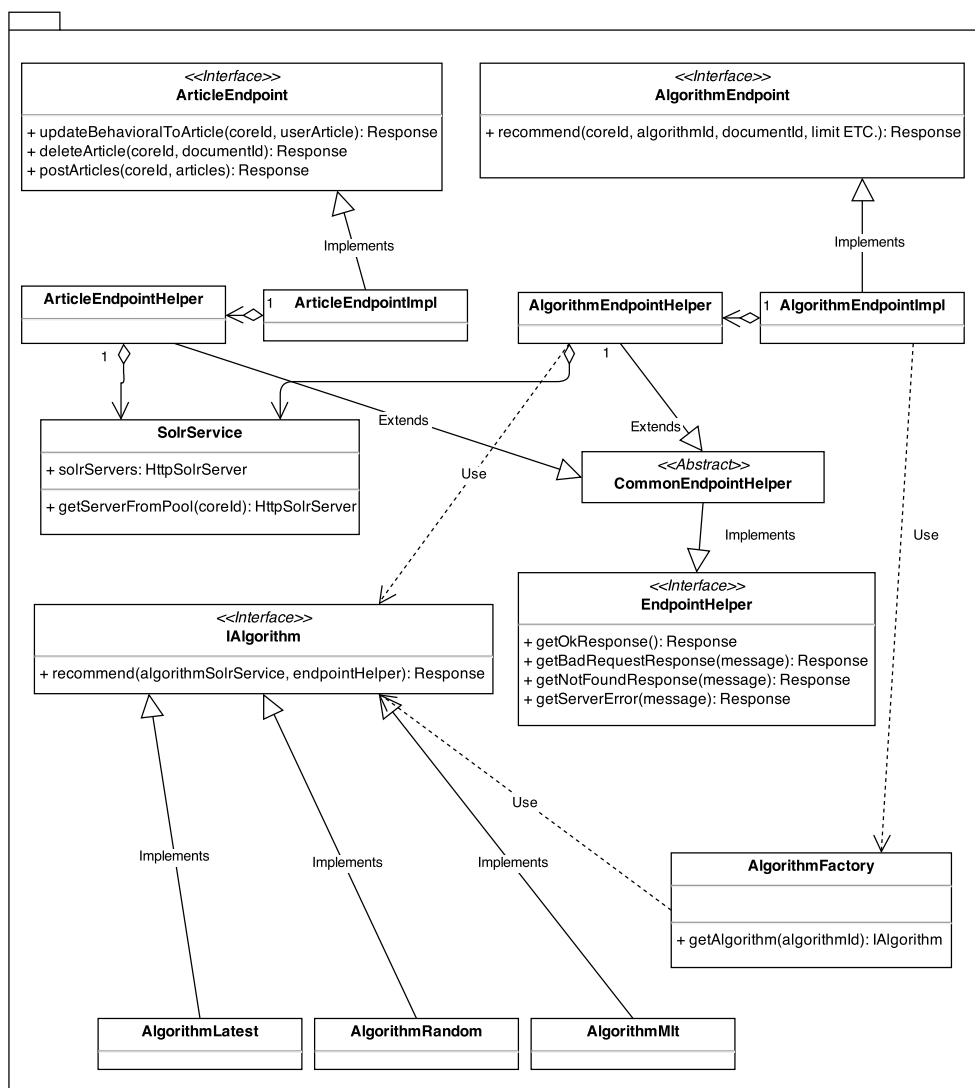 <<Interface>>
ArticleEndpoint
+ updateBehavioralToArticle(coreId, userArticle): Response
+ deleteArticle(coreId, documentId): Response
+ postArticles(coreId, articles): Response
<<Interface>>
AlgorithmEndpoint
+ recommend(coreId, algorithmId, documentId, limit ETC.): Response
Implements
Implements
ArticleEndpointHelper
1
ArticleEndpointImpl
AlgorithmEndpointHelper
1
AlgorithmEndpointImpl
1
1
Extends
Extends
SolrService
+ solrServers: HttpSolrServer
+ getServerFromPool(coreId): HttpSolrServer
Use
<<Abstract>>
CommonEndpointHelper
Implements
Use
<<Interface>>
EndpointHelper
+ getOkResponse(): Response
+ getBadRequestResponse(message): Response
+ getNotFoundResponse(message): Response
+ getServerError(message): Response
<<Interface>>
IAlgorithm
+ recommend(algorithmSolrService, endpointHelper): Response
Use
Implements
Implements
Implements
AlgorithmFactory
+ getAlgorithm(algorithmId): IAlgorithm
AlgorithmLatest
AlgorithmRandom
AlgorithmMlt